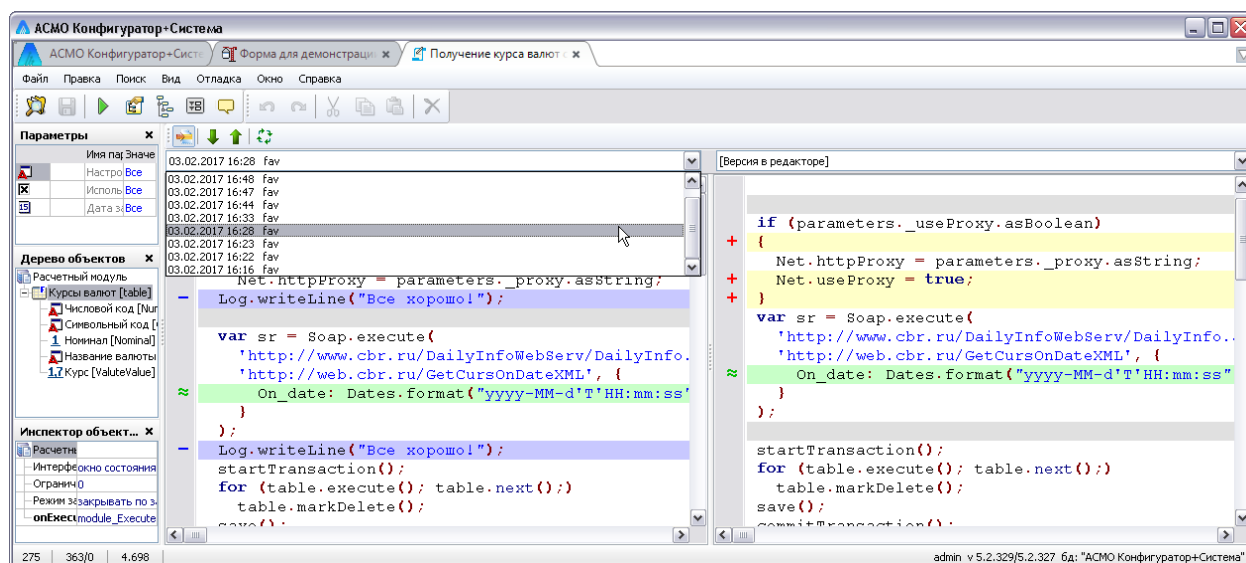 АСМО Конфигуратор+Система
АСМО Конфигуратор+Систе
Форма для демонстраци
Получение курса валют с
Файл Правка Поиск Вид Отладка Окно Справка
Параметры
Имя пар Значе
Настро Все
Исполь Все
Дата за Все
Дерево объектов
Расчетный модуль
Курсы валют [table]
Числовой код [Nur
Символьный код [
1 Номинал [Nominal]
Название валюты
1,7 Курс [ValuteValue]
Инспектор объект...
Расчетн
Интерфе окно состояния
Огранич 0
Режим за закрывать по з
onExecu module_Execute
03.02.2017 16:28 fav
03.02.2017 16:48 fav
03.02.2017 16:47 fav
03.02.2017 16:44 fav
03.02.2017 16:33 fav
03.02.2017 16:28 fav
03.02.2017 16:23 fav
03.02.2017 16:22 fav
03.02.2017 16:16 fav
Net.httpProxy = parameters._proxy.asString;
− Log.writeLine("Все хорошо!");
var sr = Soap.execute(
'http://www.cbr.ru/DailyInfoWebServ/DailyInfo.
'http://web.cbr.ru/GetCursOnDateXML', {
≈ On_date: Dates.format("yyyy-MM-d'T'HH:mm:ss"
}
);
− Log.writeLine("Все хорошо!");
startTransaction();
for (table.execute(); table.next();)
table.markDelete();
save();
[Версия в редакторе]
if (parameters._useProxy.asBoolean)
+ {
Net.httpProxy = parameters._proxy.asString;
+ Net.useProxy = true;
+ }
var sr = Soap.execute(
'http://www.cbr.ru/DailyInfoWebServ/DailyInfo..
'http://web.cbr.ru/GetCursOnDateXML', {
≈ On_date: Dates.format("yyyy-MM-dd'T'HH:mm:ss"
}
);
startTransaction();
for (table.execute(); table.next();)
table.markDelete();
save();
commitTransaction();
275 363/0 4.698
admin v 5.2.329/5.2.327 бд: "АСМО Конфигуратор+Система"